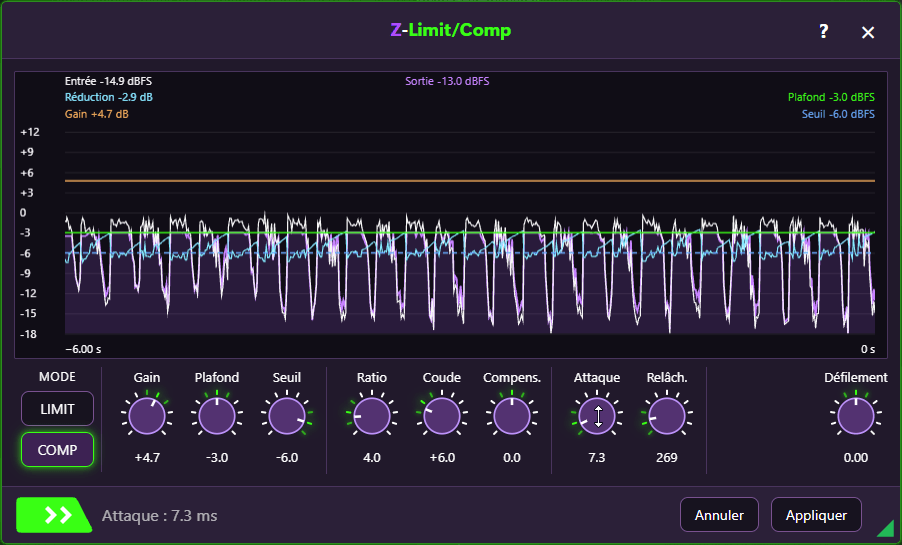 Z-Limit/Comp
?
×
Entrée -14.9 dBFS
Sortie -13.0 dBFS
Réduction -2.9 dB
Plafond -3.0 dBFS
Gain +4.7 dB
Seuil -6.0 dBFS
+12
+9
+6
+3
0
-3
-6
-9
-12
-15
-18
−6.00 s
0 s
MODE
LIMIT
COMP
Gain
Plafond
Seuil
Ratio
Coude
Compens.
Attaque
Relâch.
Défilement
+4.7
-3.0
-6.0
4.0
+6.0
0.0
7.3
269
0.00
Attaque : 7.3 ms
Annuler
Appliquer